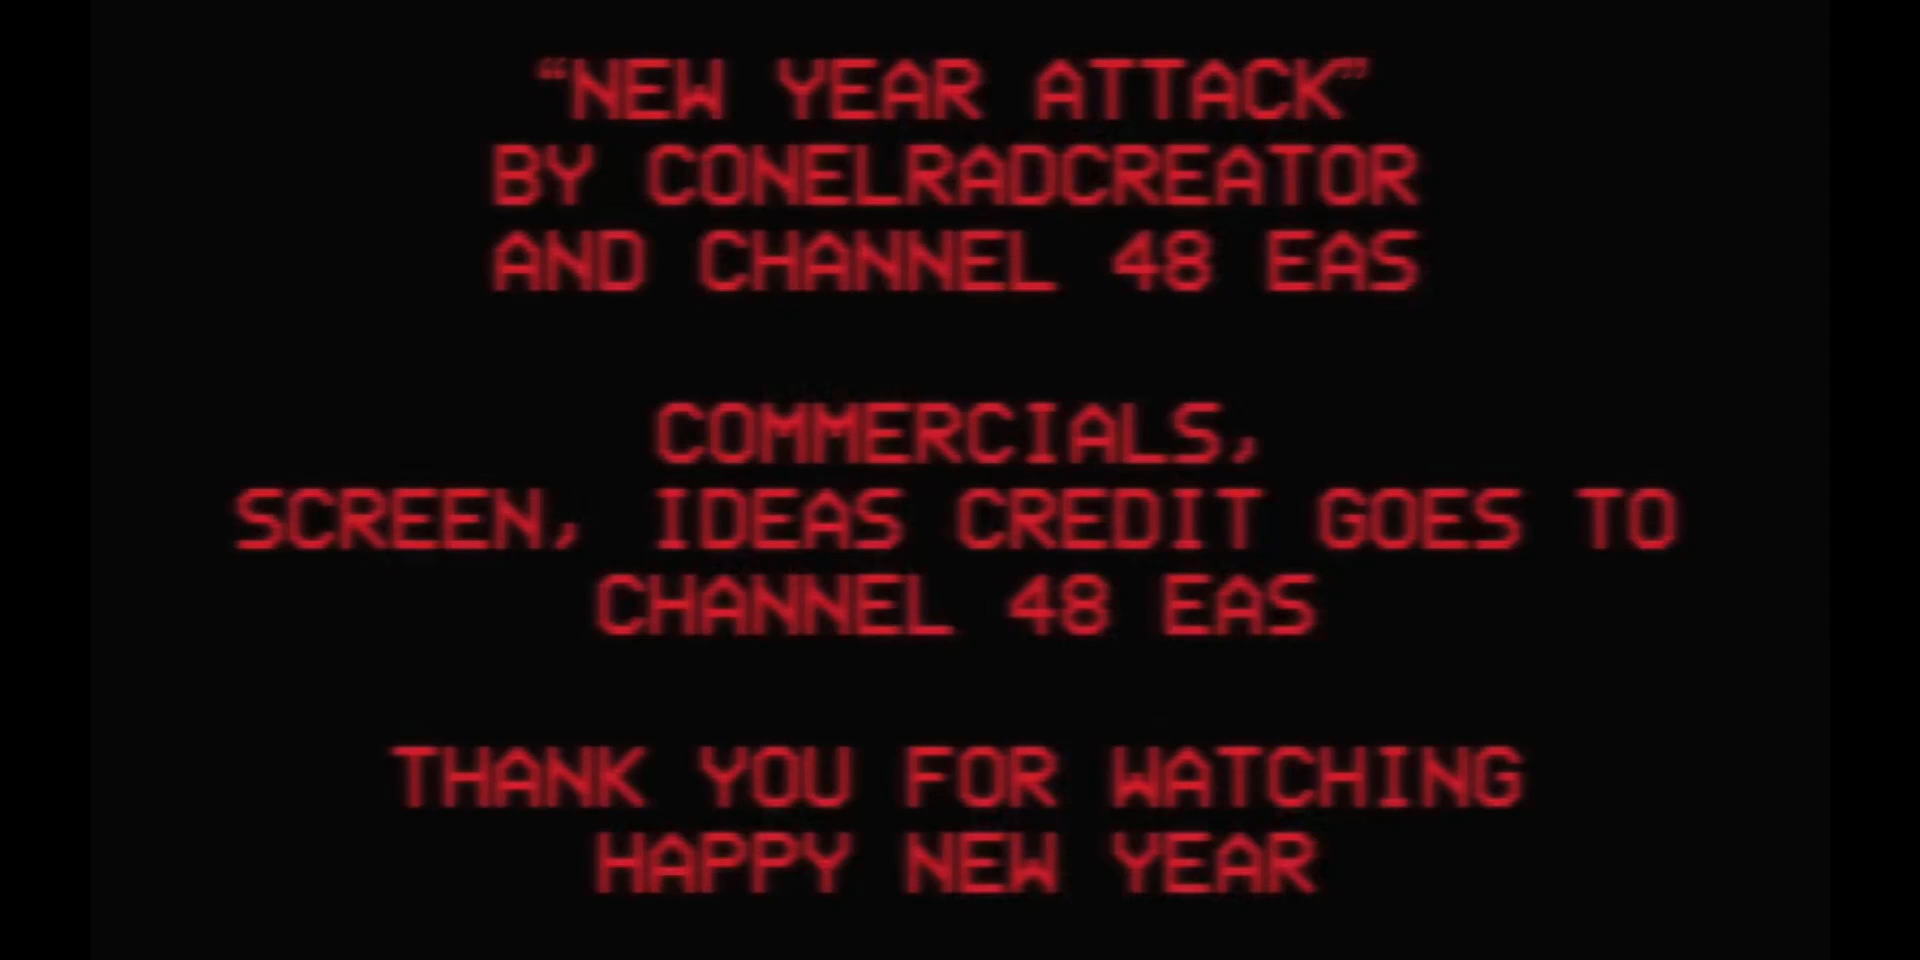 “NEW YEAR ATTACK”
BY CONELRADCREATOR
AND CHANNEL 48 EAS
COMMERCIALS,
SCREEN, IDEAS CREDIT GOES TO
CHANNEL 48 EAS
THANK YOU FOR WATCHING
HAPPY NEW YEAR